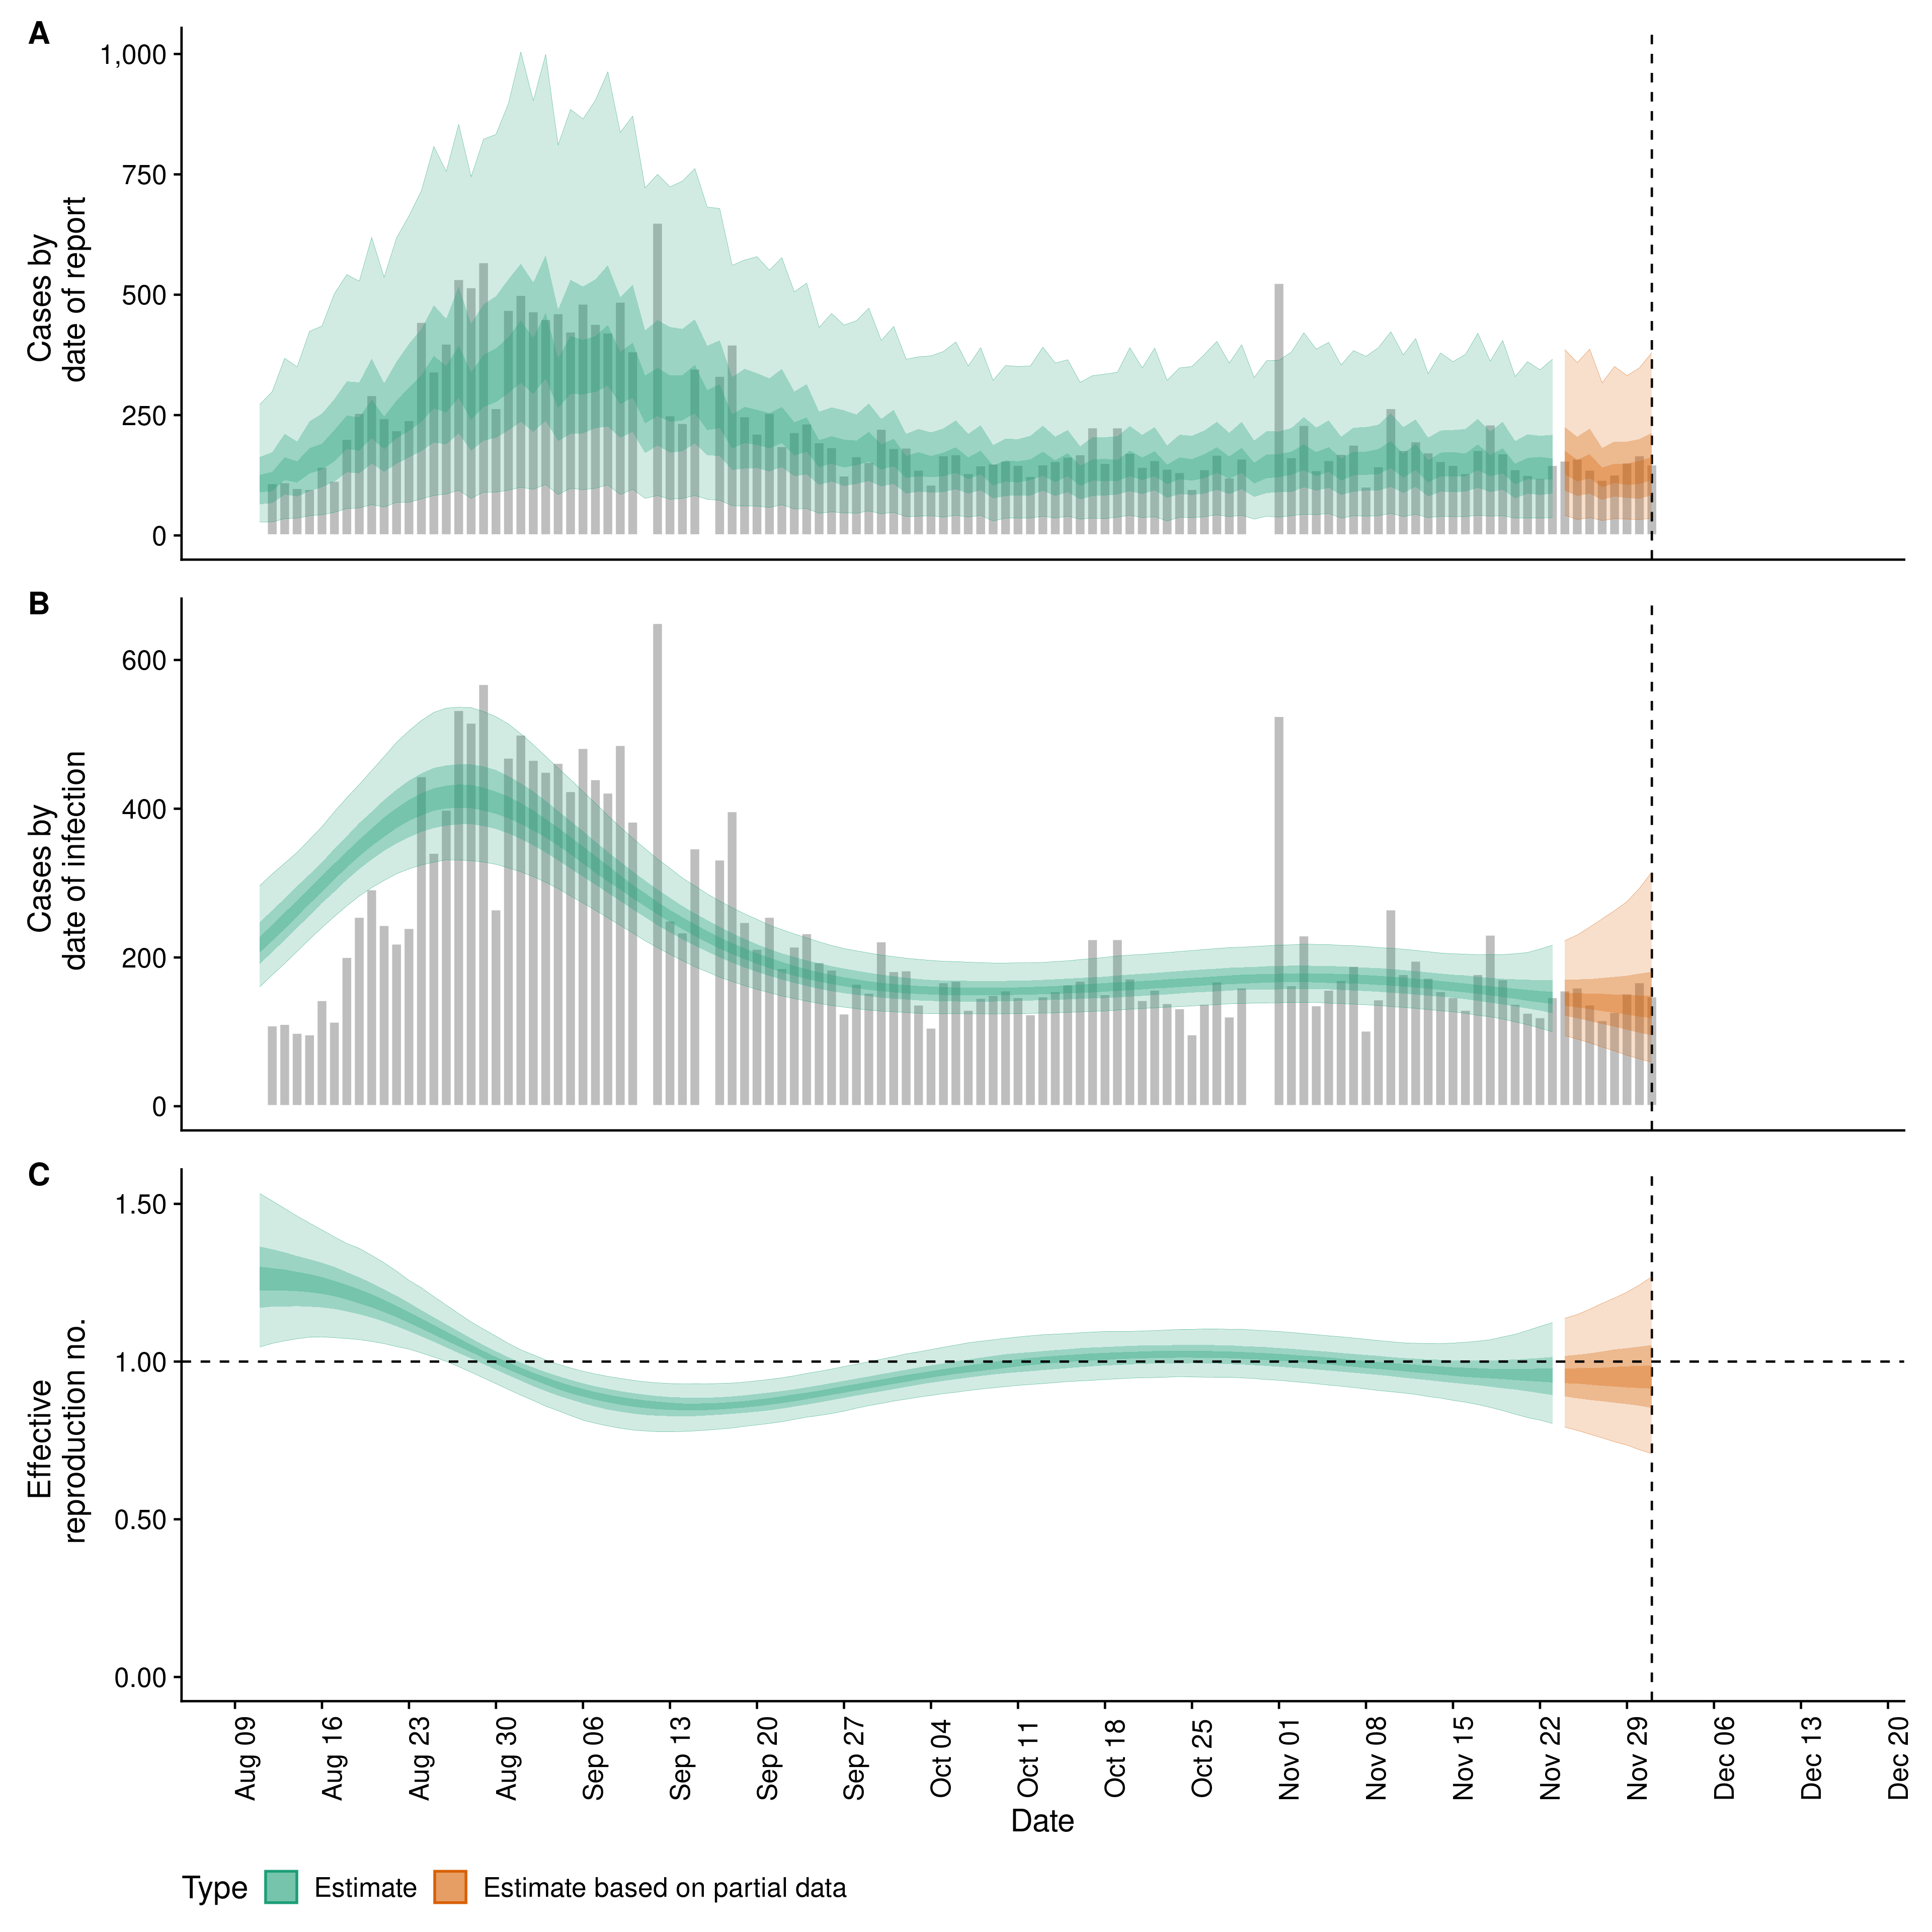 A
1,000
750
500
250
0
Cases by
date of report
B
600
400
200
0
Cases by
date of infection
C
1.50
1.00
0.50
0.00
Effective
reproduction no.
Aug 09
Aug 16
Aug 23
Aug 30
Sep 06
Sep 13
Sep 20
Sep 27
Oct 04
Oct 11
Oct 18
Oct 25
Nov 01
Nov 08
Nov 15
Nov 22
Nov 29
Dec 06
Dec 13
Dec 20
Date
Type
Estimate
Estimate based on partial data